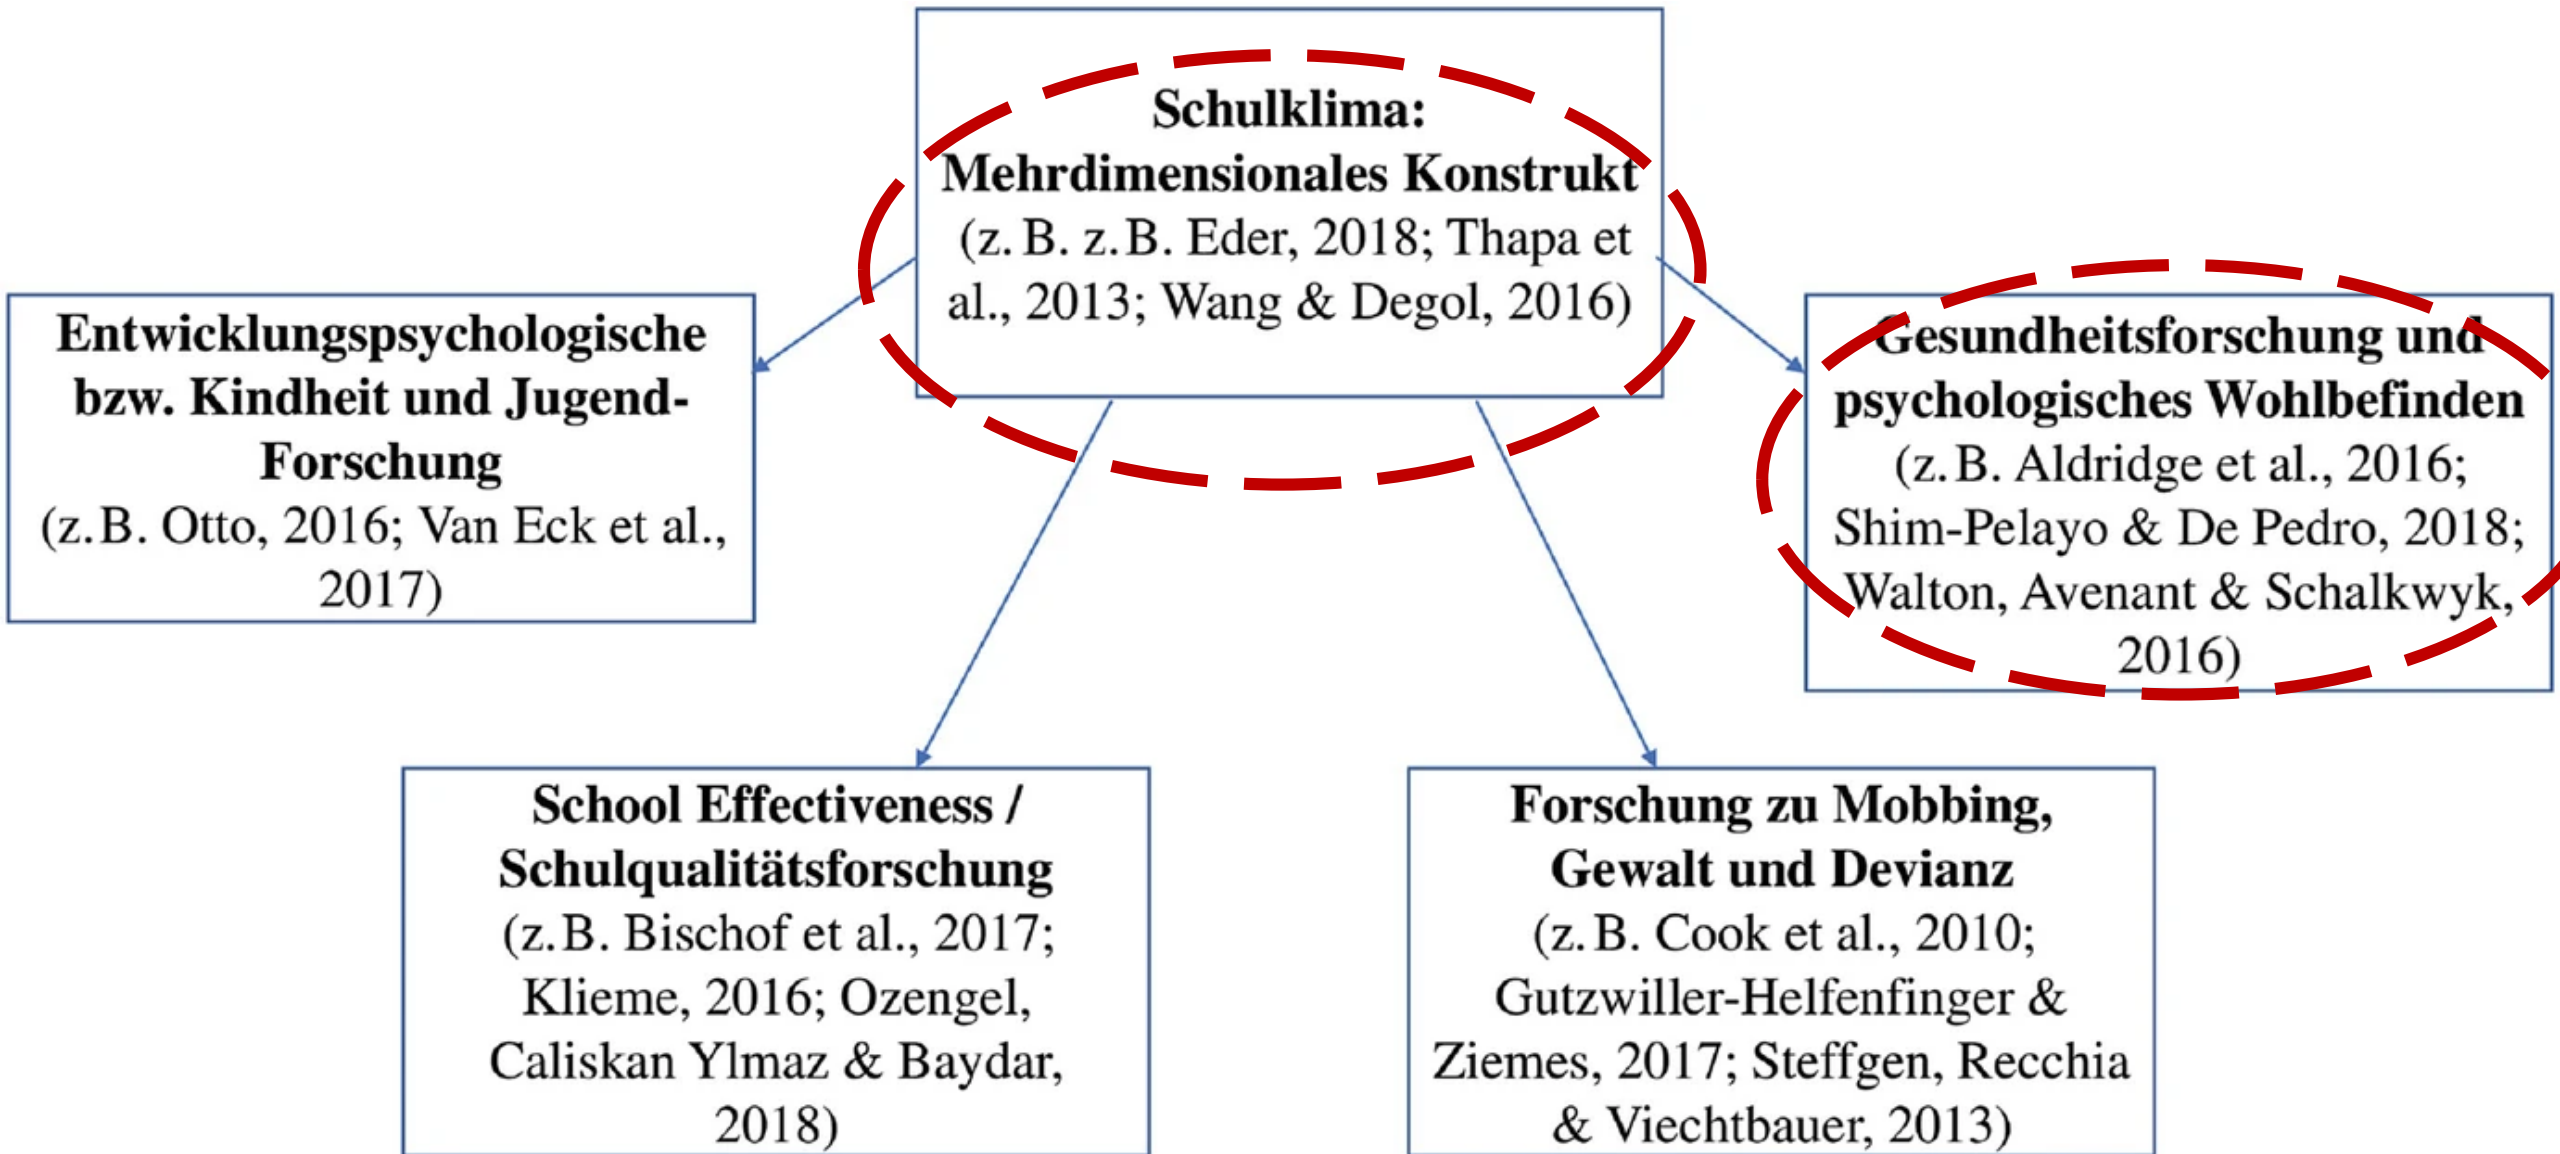 Schulklima:
Mehrdimensionales Konstrukt
(z. B. z. B. Eder, 2018; Thapa et
al., 2013; Wang & Degol, 2016)
Entwicklungspsychologische
bzw. Kindheit und Jugend-
Forschung
(z. B. Otto, 2016; Van Eck et al.,
2017)
Gesundheitsforschung und
psychologisches Wohlbefinden
(z. B. Aldridge et al., 2016;
Shim-Pelayo & De Pedro, 2018;
Walton, Avenant & Schalkwyk,
2016)
School Effectiveness /
Schulqualitätsforschung
(z. B. Bischof et al., 2017;
Klieme, 2016; Ozengel,
Caliskan Ylmaz & Baydar,
2018)
Forschung zu Mobbing,
Gewalt und Devianz
(z. B. Cook et al., 2010;
Gutzwiller-Helfenfinger &
Ziemes, 2017; Steffgen, Recchia
& Viechtbauer, 2013)